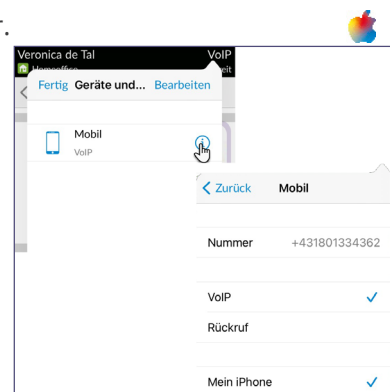 Veronica de Tal VoIP
Homeoffice
Fertig Geräte und... Bearbeiten
Mobil
VoIP
Zurück Mobil
Nummer +431801334362
VoIP
Rückruf
Mein iPhone